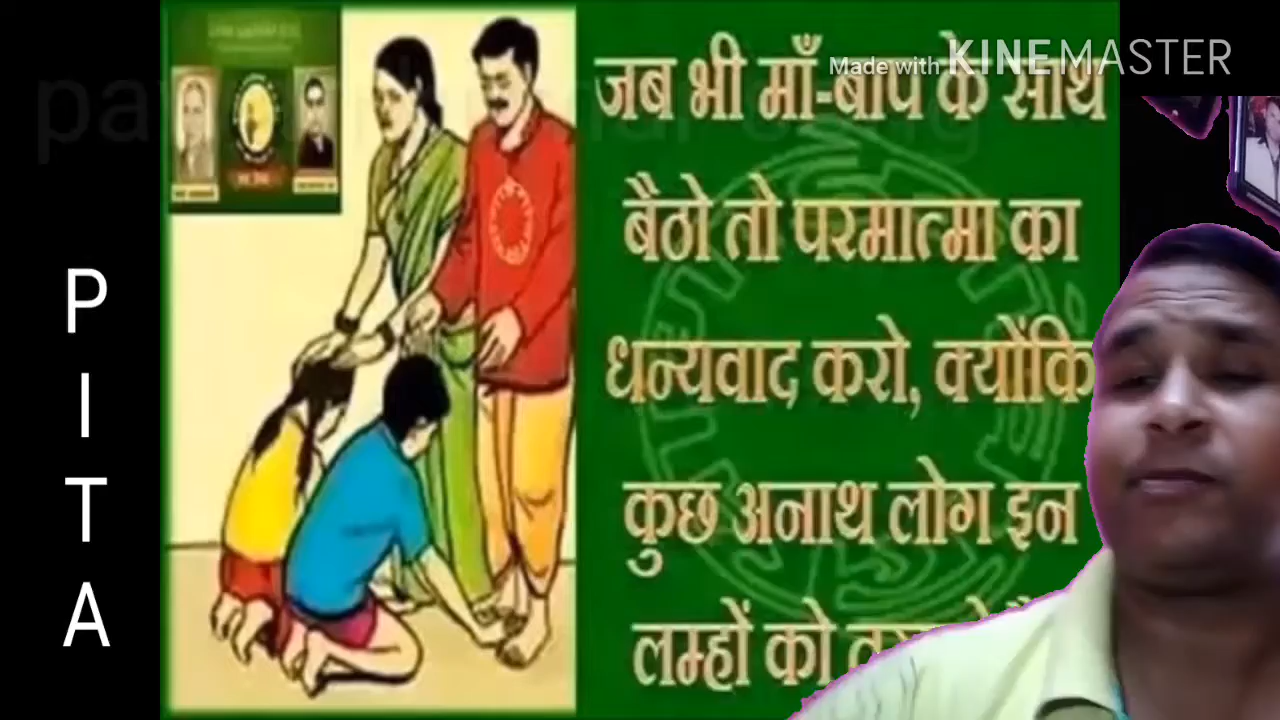 Made with KINEMASTER
जब भी माँ-बाप के साथ
बैठो तो परमात्मा का
धन्यवाद करो, क्योंकि
कुछ अनाथ लोग इन
लम्हों को
P
I
T
A